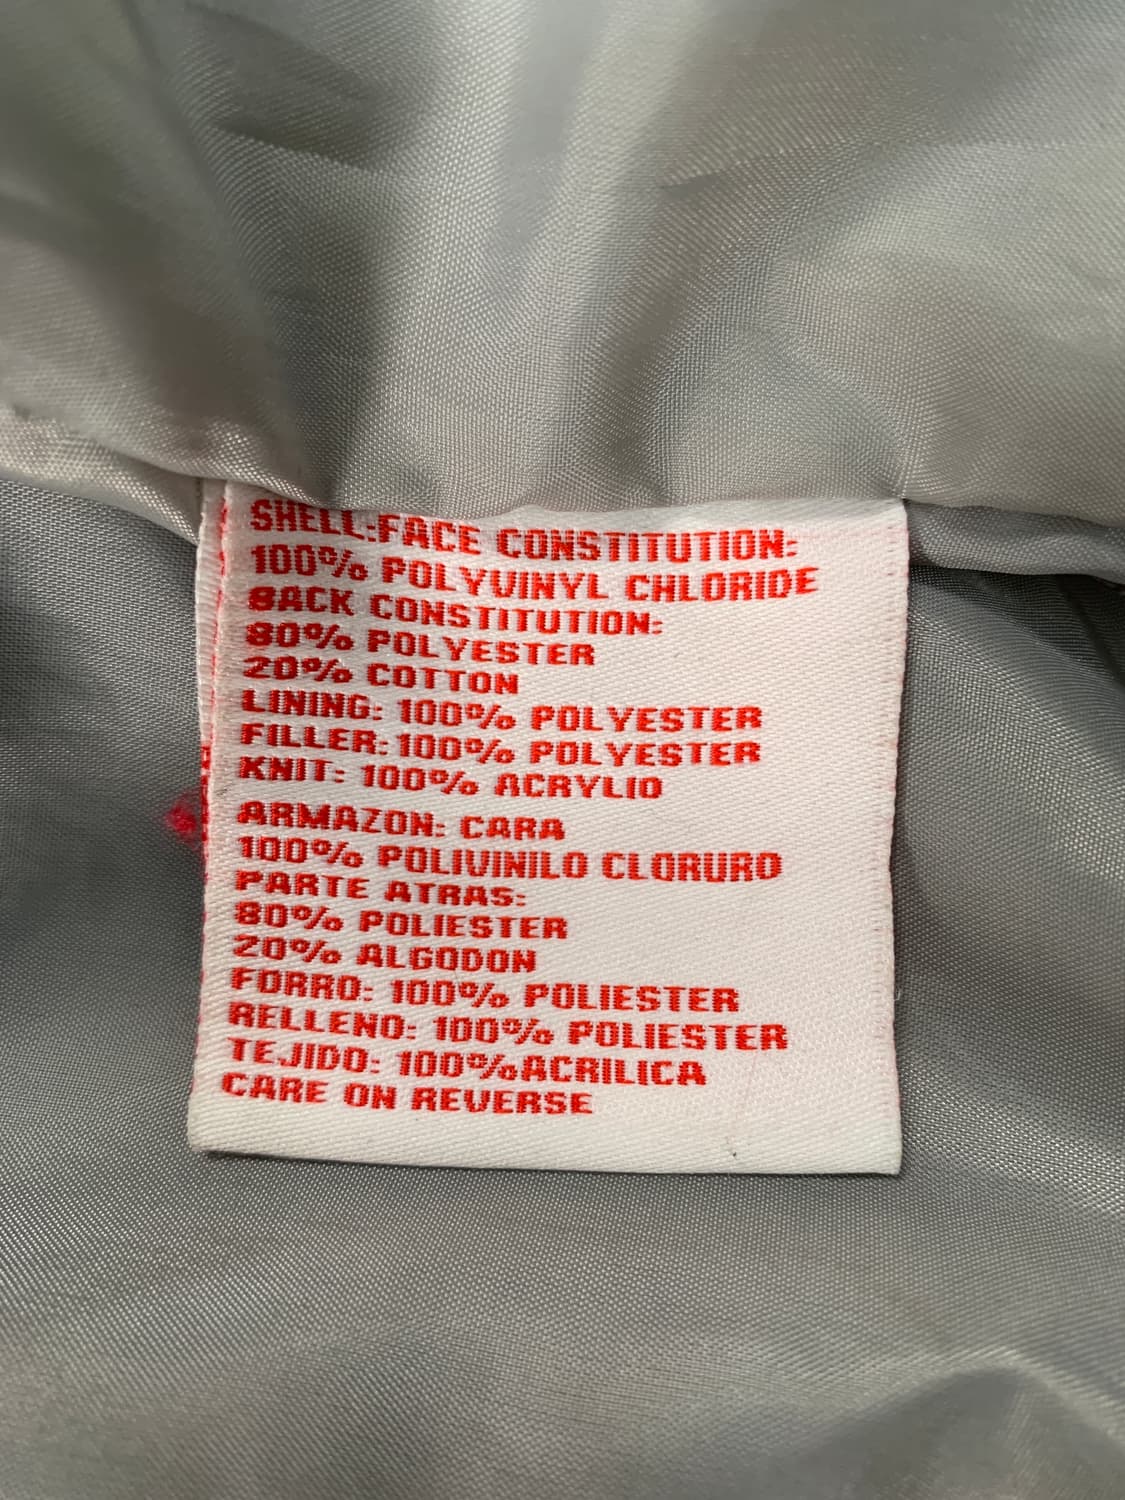 SHELL:FACE CONSTITUTION:
100% POLYVINYL CHLORIDE
BACK CONSTITUTION:
80% POLYESTER
20% COTTON
LINING: 100% POLYESTER
FILLER: 100% POLYESTER
KNIT: 100% ACRYLIO
ARMAZON: CARA
100% POLIVINILO CLORURO
PARTE ATRAS:
80% POLIESTER
20% ALGODON
FORRO: 100% POLIESTER
RELLENO: 100% POLIESTER
TEJIDO: 100%ACRILICA
CARE ON REVERSE